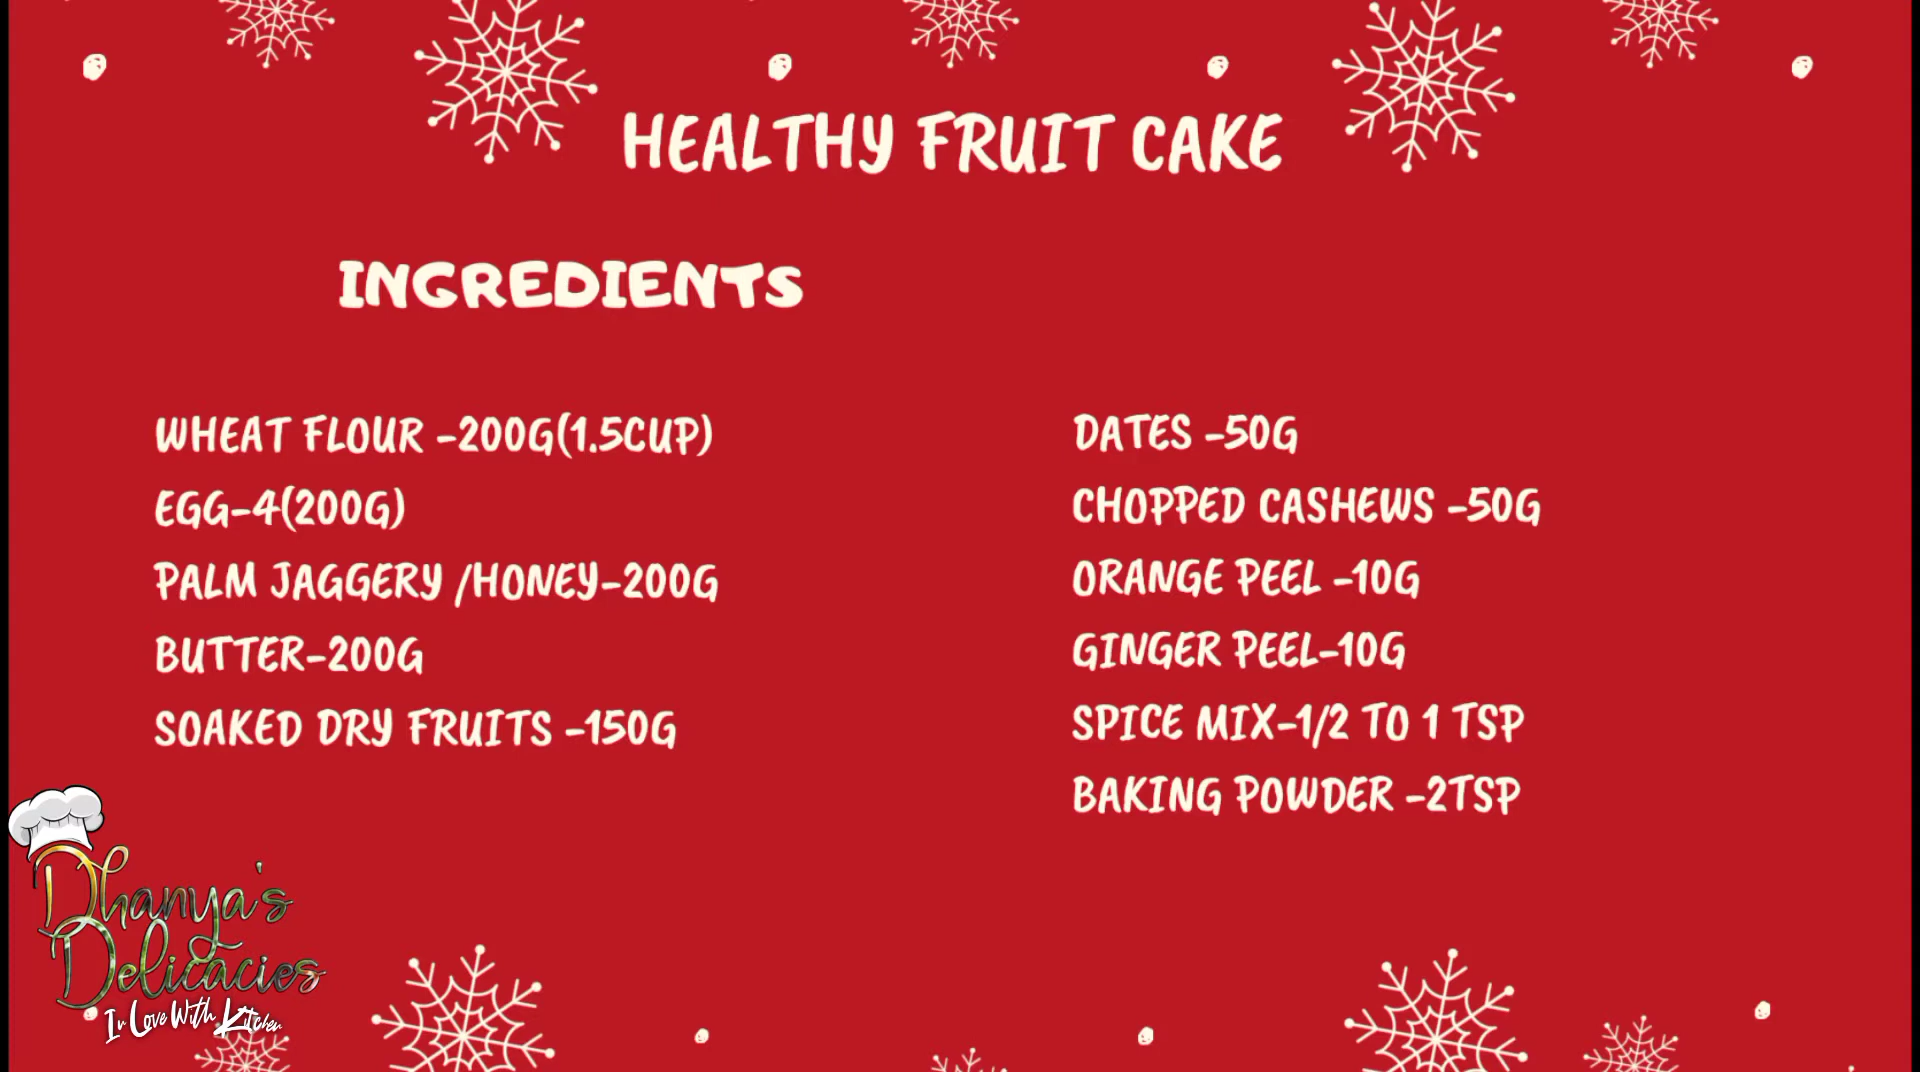 HEALTHY FRUIT CAKE
INGREDIENTS
WHEAT FLOUR -200G(1.5CUP)
EGG-4(200G)
PALM JAGGERY /HONEY-200G
BUTTER-200G
SOAKED DRY FRUITS -150G
DATES -50G
CHOPPED CASHEWS -50G
ORANGE PEEL -10G
GINGER PEEL-10G
SPICE MIX-1/2 TO 1 TSP
BAKING POWDER -2TSP
Dhanya's
Delicacies
In Love With Kitchen